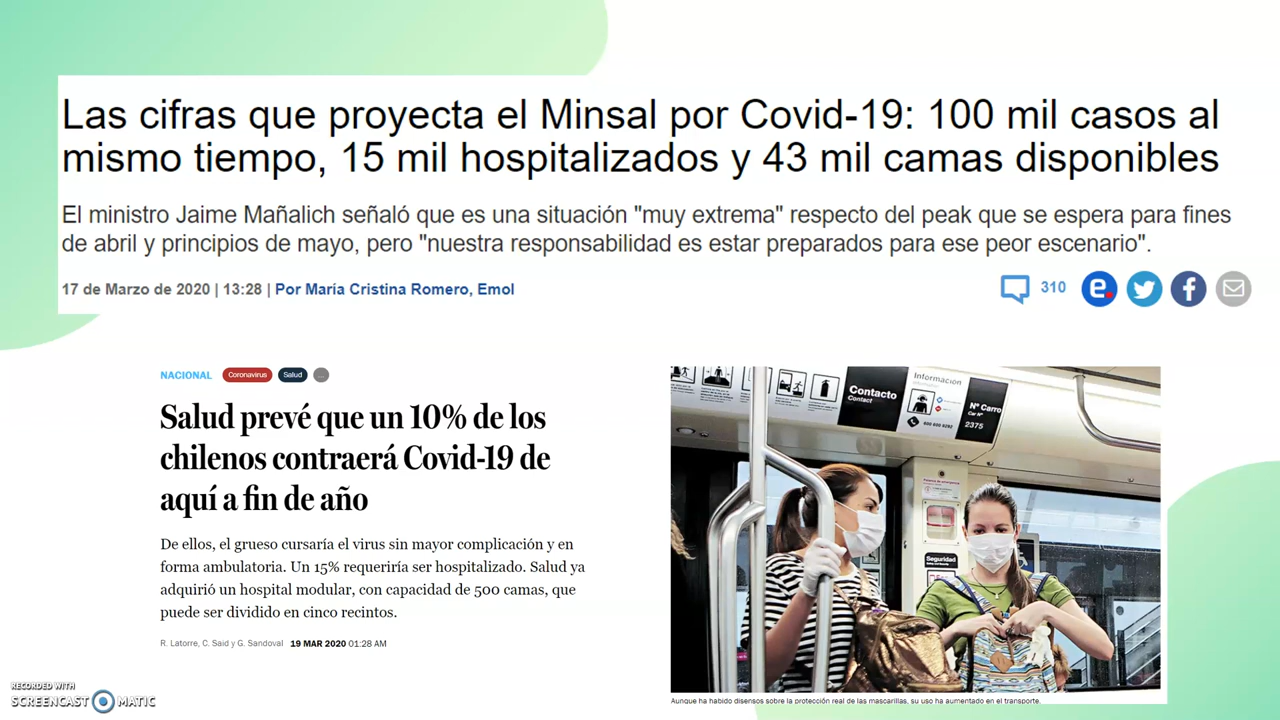 Las cifras que proyecta el Minsal por Covid-19: 100 mil casos al
mismo tiempo, 15 mil hospitalizados y 43 mil camas disponibles
El ministro Jaime Mañalich señaló que es una situación "muy extrema" respecto del peak que se espera para fines
de abril y principios de mayo, pero "nuestra responsabilidad es estar preparados para ese peor escenario".
17 de Marzo de 2020 | 13:28 | Por María Cristina Romero, Emol
310
NACIONAL Coronavirus Salud ...
Salud prevé que un 10% de los
chilenos contraerá Covid-19 de
aquí a fin de año
De ellos, el grueso cursaría el virus sin mayor complicación y en
forma ambulatoria. Un 15% requeriría ser hospitalizado. Salud ya
adquirió un hospital modular, con capacidad de 500 camas, que
puede ser dividido en cinco recintos.
R. Latorre, C. Said y G. Sandoval 19 MAR 2020 01:28 AM
Contacto
Contact
Información
Information
600 600 9292
Nº Carro
Car Nº
2375
Seguridad
Aunque ha habido disensos sobre la protección real de las mascarillas, su uso ha aumentado en el transporte.
RECORDED WITH
SCREENCAST MATIC